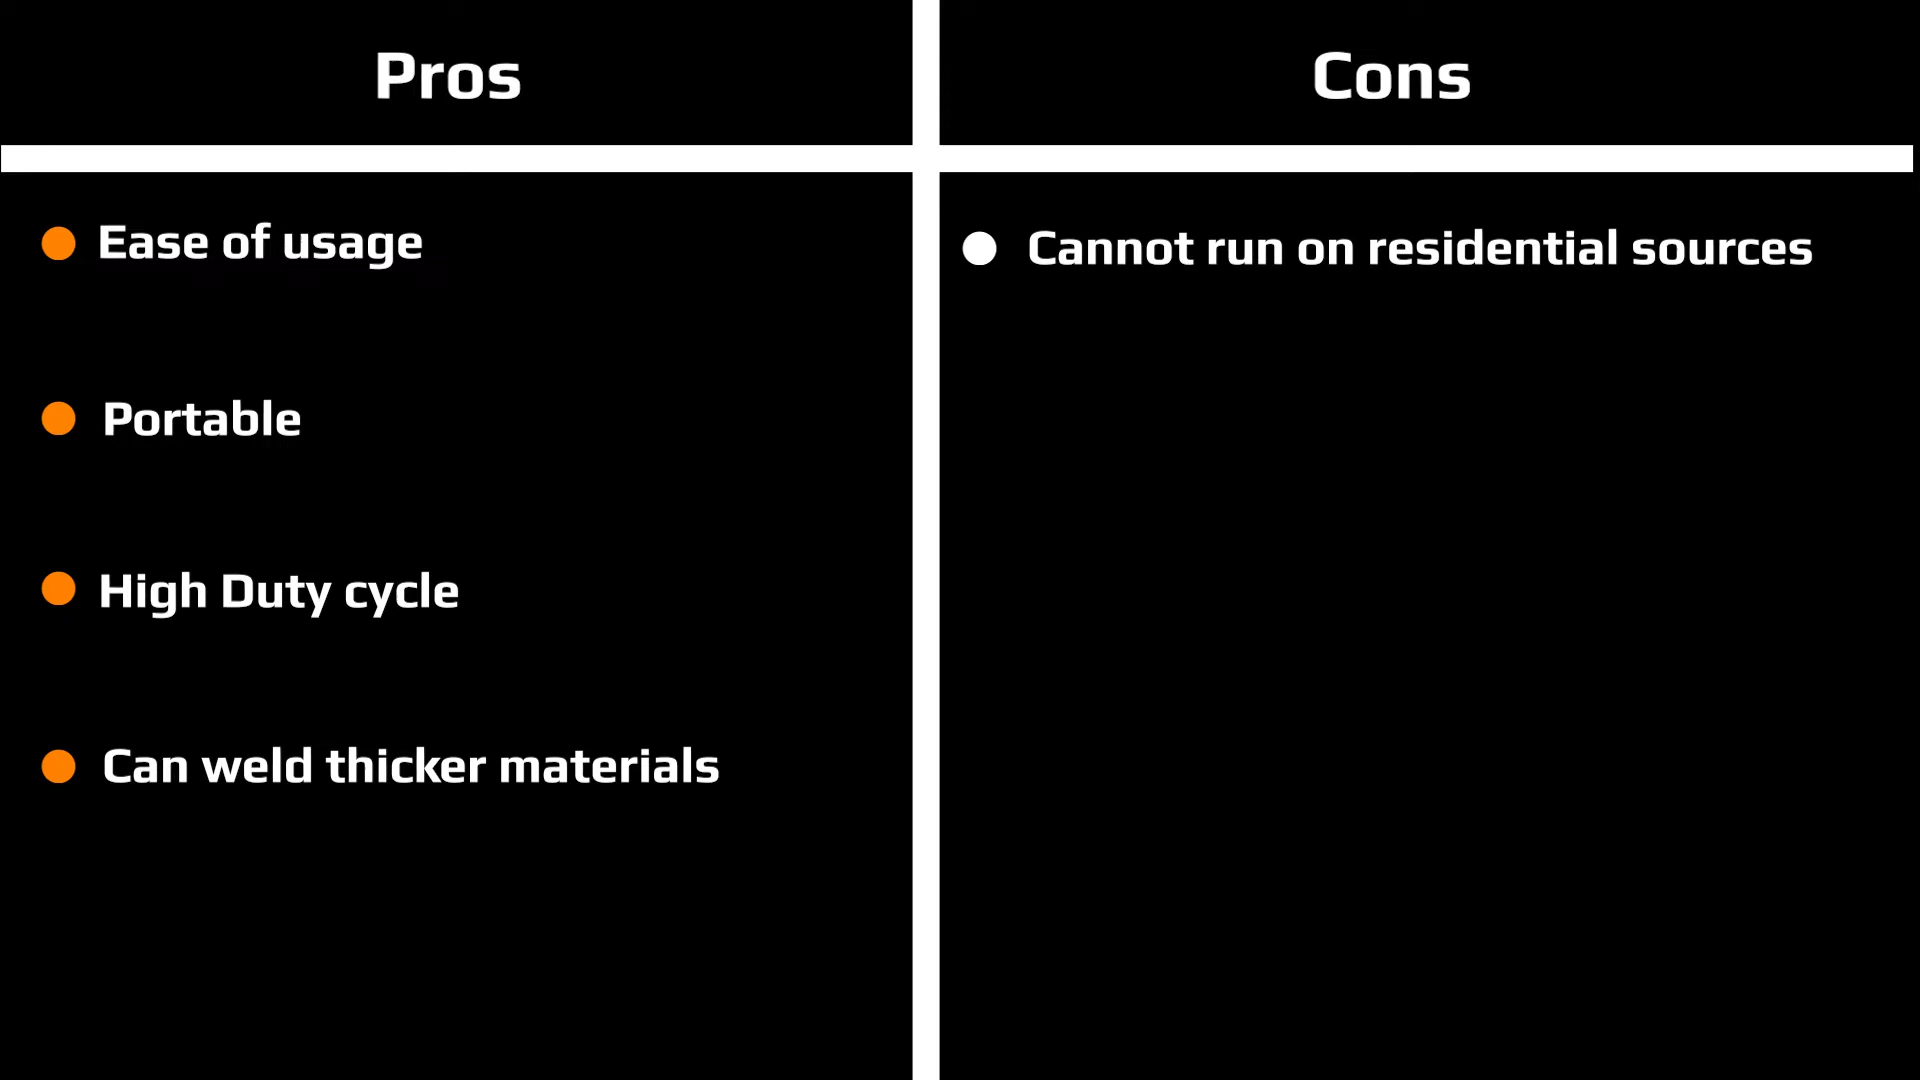 Pros
Cons
Ease of usage
Portable
High Duty cycle
Can weld thicker materials
Cannot run on residential sources